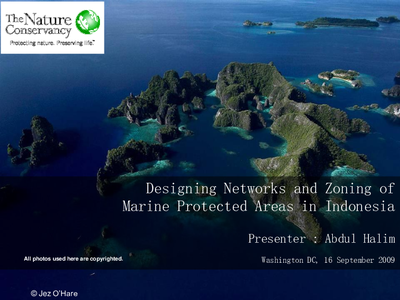 The Nature
Conservancy
Protecting nature. Preserving life.™
Designing Networks and Zoning of
Marine Protected Areas in Indonesia
Presenter : Abdul Halim
All photos used here are copyrighted.
Washington DC, 16 September 2009
© Jez O'Hare